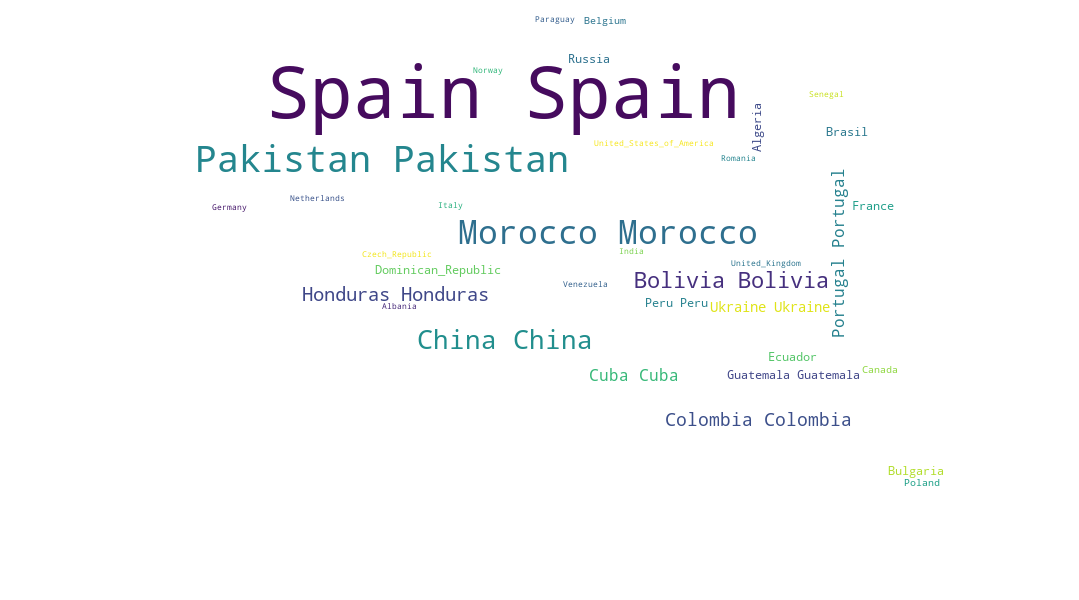 Paraguay
Belgium
Russia
Norway
Spain Spain
Senegal
Algeria
Brasil
United_States_of_America
Pakistan Pakistan
Romania
Netherlands
Germany
Italy
Portugal Portugal
France
Morocco Morocco
India
Czech_Republic
United_Kingdom
Dominican_Republic
Venezuela
Bolivia Bolivia
Honduras Honduras
Albania
Peru Peru
Ukraine Ukraine
China China
Ecuador
Cuba Cuba
Guatemala Guatemala
Canada
Colombia Colombia
Bulgaria
Poland